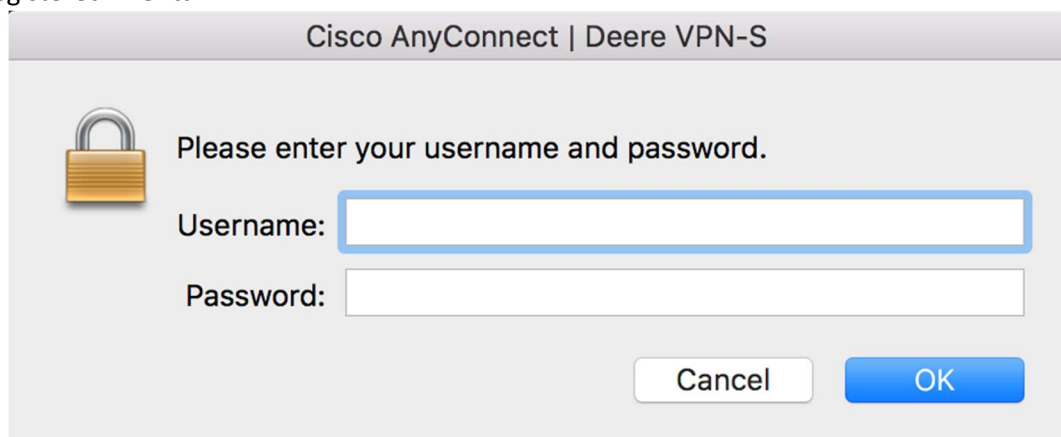 Cisco AnyConnect | Deere VPN-S
Please enter your username and password.
Username:
Password:
Cancel
OK